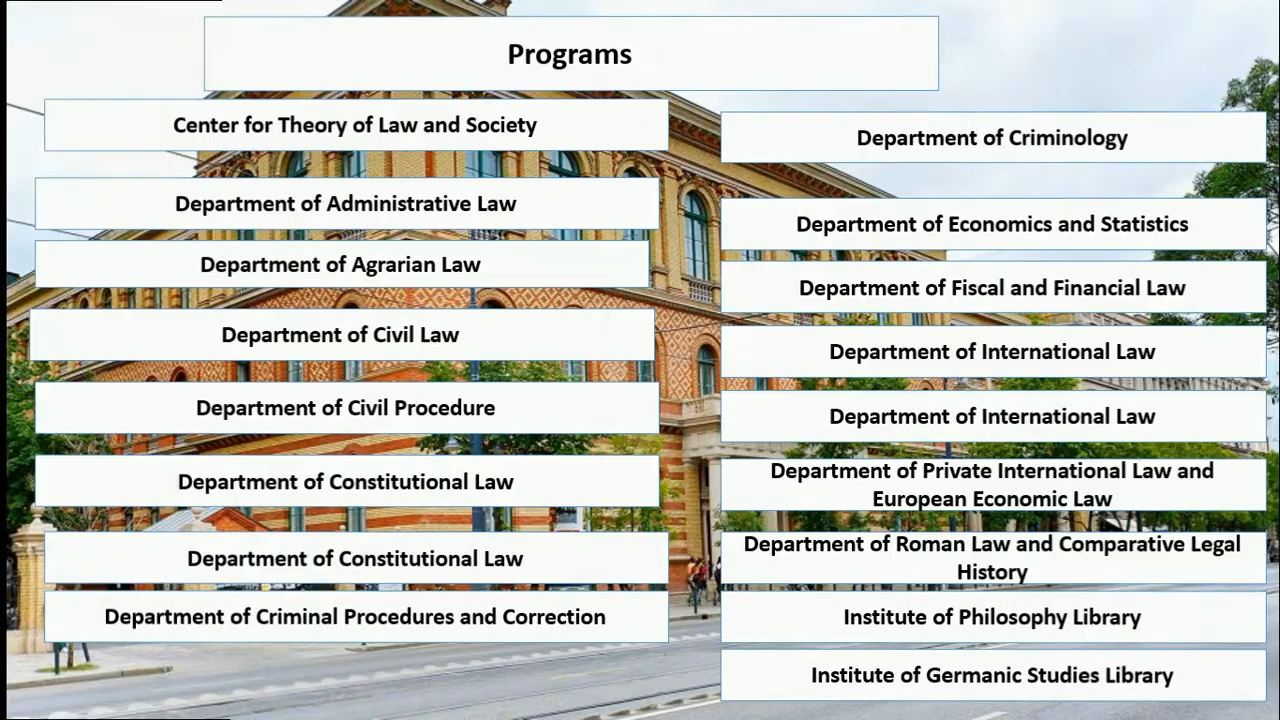 Programs
Center for Theory of Law and Society
Department of Administrative Law
Department of Agrarian Law
Department of Civil Law
Department of Civil Procedure
Department of Constitutional Law
Department of Constitutional Law
Department of Criminal Procedures and Correction
Department of Criminology
Department of Economics and Statistics
Department of Fiscal and Financial Law
Department of International Law
Department of International Law
Department of Private International Law and
European Economic Law
Department of Roman Law and Comparative Legal
History
Institute of Philosophy Library
Institute of Germanic Studies Library